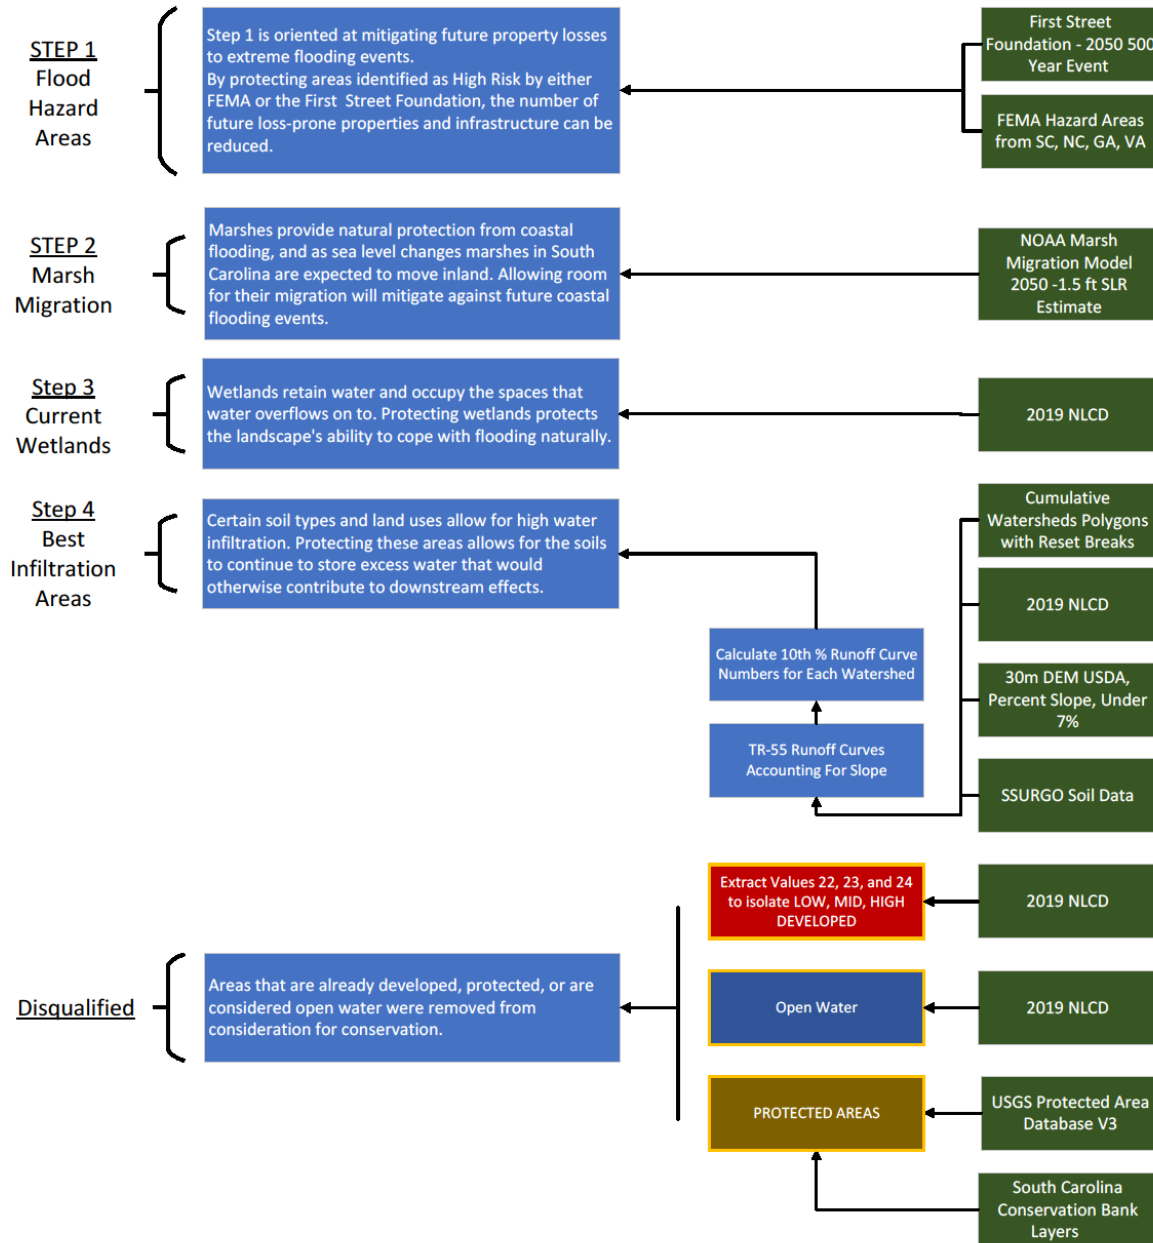 STEP 1
Flood
Hazard
Areas
Step 1 is oriented at mitigating future property losses
to extreme flooding events.
By protecting areas identified as High Risk by either
FEMA or the First Street Foundation, the number of
future loss-prone properties and infrastructure can be
reduced.
First Street
Foundation - 2050 500
Year Event
FEMA Hazard Areas
from SC, NC, GA, VA
STEP 2
Marsh
Migration
Marshes provide natural protection from coastal
flooding, and as sea level changes marshes in South
Carolina are expected to move inland. Allowing room
for their migration will mitigate against future coastal
flooding events.
NOAA Marsh
Migration Model
2050 -1.5 ft SLR
Estimate
Step 3
Current
Wetlands
Wetlands retain water and occupy the spaces that
water overflows on to. Protecting wetlands protects
the landscape's ability to cope with flooding naturally.
2019 NLCD
Step 4
Best
Infiltration
Areas
Certain soil types and land uses allow for high water
infiltration. Protecting these areas allows for the soils
to continue to store excess water that would
otherwise contribute to downstream effects.
Calculate 10th % Runoff Curve
Numbers for Each Watershed
TR-55 Runoff Curves
Accounting For Slope
Cumulative
Watersheds Polygons
with Reset Breaks
2019 NLCD
30m DEM USDA,
Percent Slope, Under
7%
SSURGO Soil Data
Disqualified
Areas that are already developed, protected, or are
considered open water were removed from
consideration for conservation.
Extract Values 22, 23, and 24
to isolate LOW, MID, HIGH
DEVELOPED
2019 NLCD
Open Water
2019 NLCD
PROTECTED AREAS
USGS Protected Area
Database V3
South Carolina
Conservation Bank
Layers